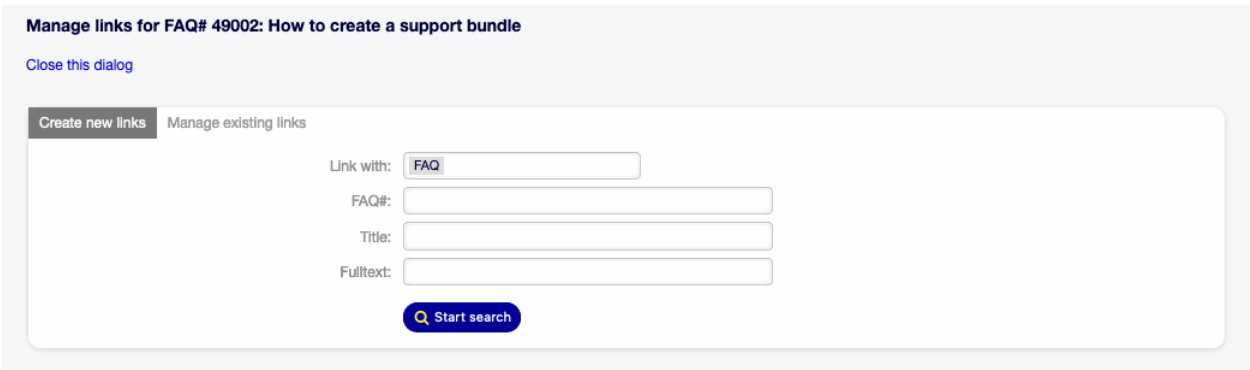 Manage links for FAQ# 49002: How to create a support bundle
Close this dialog
Create new links Manage existing links
Link with: FAQ
FAQ#:
Title:
Fulltext:
Start search